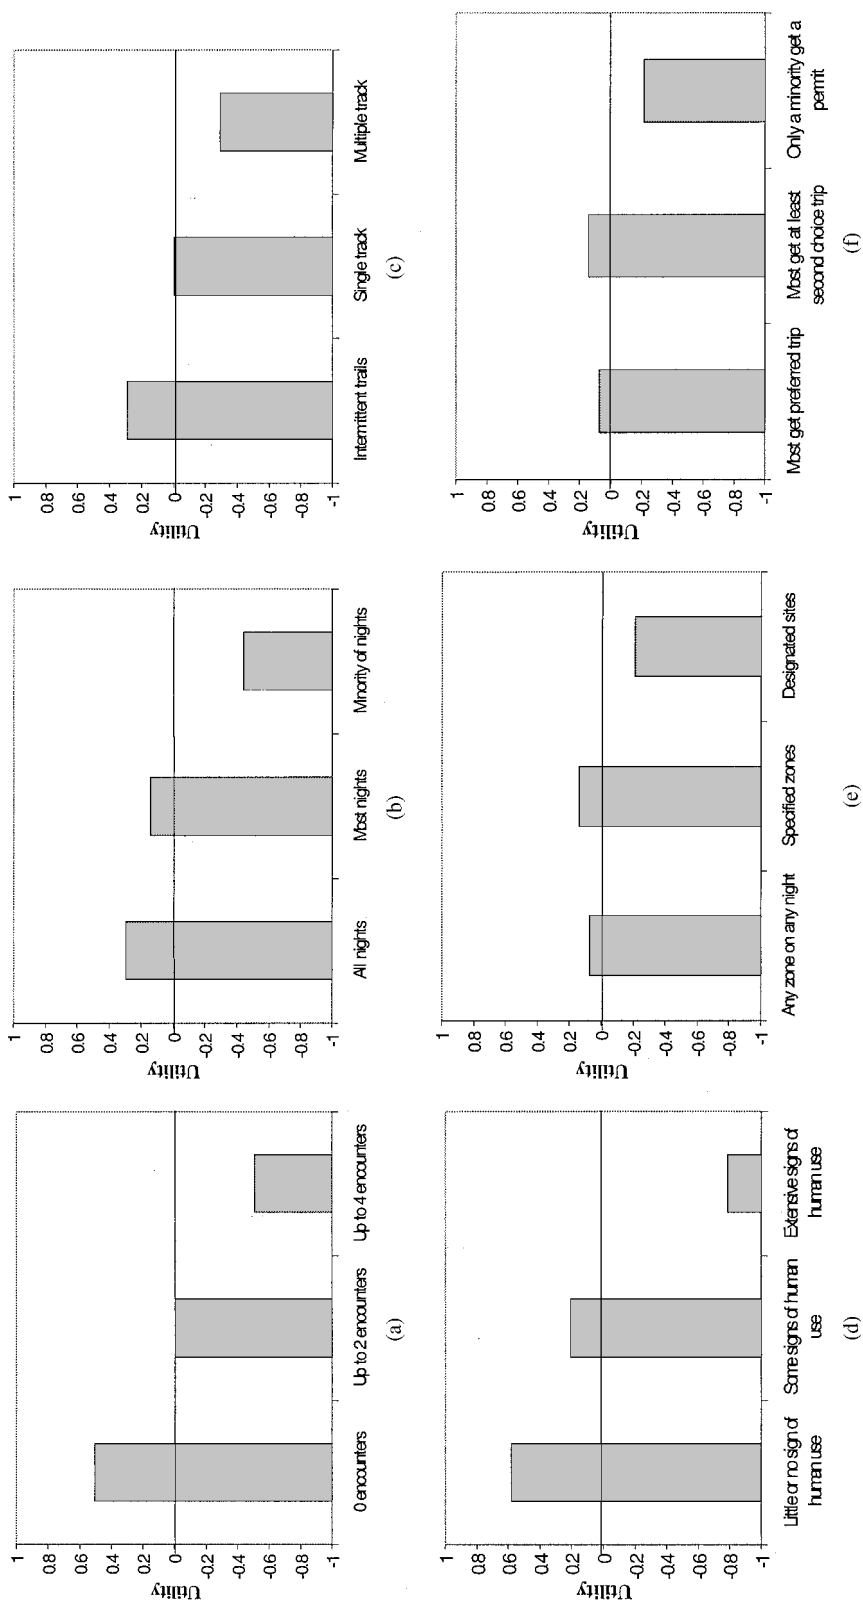 1
0.8
0.6
0.4
0.2
0
-0.2
-0.4
-0.6
-0.8
-1
Utility
0 encounters
Up to 2 encounters
Up to 4 encounters
(a)
1
0.8
0.6
0.4
0.2
0
-0.2
-0.4
-0.6
-0.8
-1
Utility
All nights
Most nights
Minority of nights
(b)
1
0.8
0.6
0.4
0.2
0
-0.2
-0.4
-0.6
-0.8
-1
Utility
Intermittent trails
Single track
Multiple track
(c)
1
0.8
0.6
0.4
0.2
0
-0.2
-0.4
-0.6
-0.8
-1
Utility
Little or no sign of
human use
Some signs of human
use
Extensive signs of
human use
(d)
1
0.8
0.6
0.4
0.2
0
-0.2
-0.4
-0.6
-0.8
-1
Utility
Any zone on any night
Specified zones
Designated sites
(e)
1
0.8
0.6
0.4
0.2
0
-0.2
-0.4
-0.6
-0.8
-1
Utility
Most get preferred trip
Most get at least
second choice trip
Only a minority get a
permit
(f)